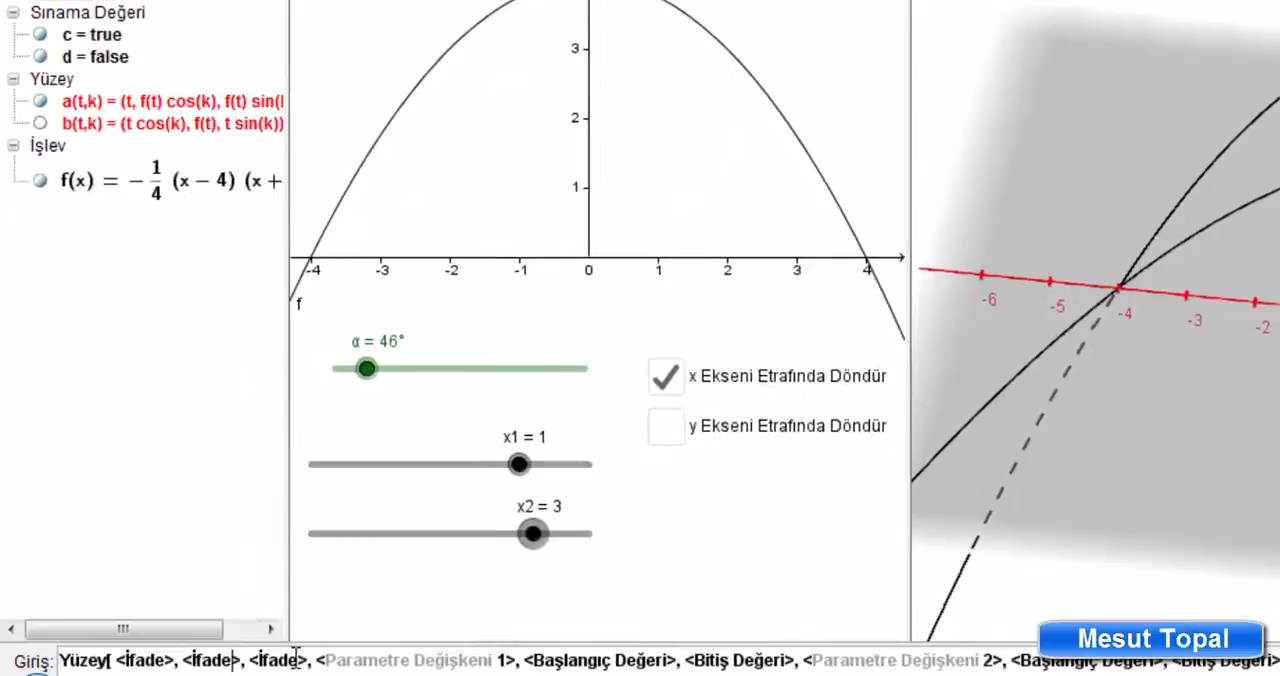 Sınama Değeri
c = true
d = false
Yüzey
a(t,k) = (t, f(t) cos(k), f(t) sin(
b(t,k) = (t cos(k), f(t), t sin(k))
İşlev
f(x) = − 1/4 (x − 4) (x +
3
2
1
-4 -3 -2 -1 0 1 2 3 4
f
α = 46°
x1 = 1
x2 = 3
x Ekseni Etrafında Döndür
y Ekseni Etrafında Döndür
-6 -5 -4 -3 -2
Mesut Topal
Giriş: Yüzey[ <İfade>, <İfade>, <İfade>, <Parametre Değişkeni 1>, <Başlangıç Değeri>, <Bitiş Değeri>, <Parametre Değişkeni 2>, <Başlangıç Değeri>, <Bitiş Değeri>